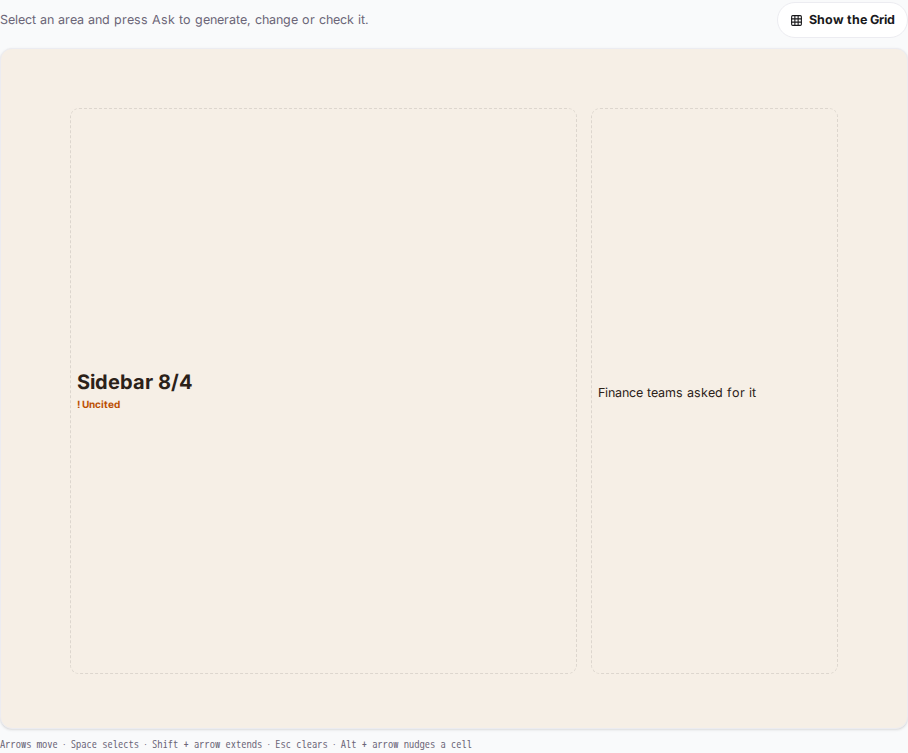 Select an area and press Ask to generate, change or check it.
Show the Grid
Sidebar 8/4
! Uncited
Finance teams asked for it
Arrows move · Space selects · Shift + arrow extends · Esc clears · Alt + arrow nudges a cell